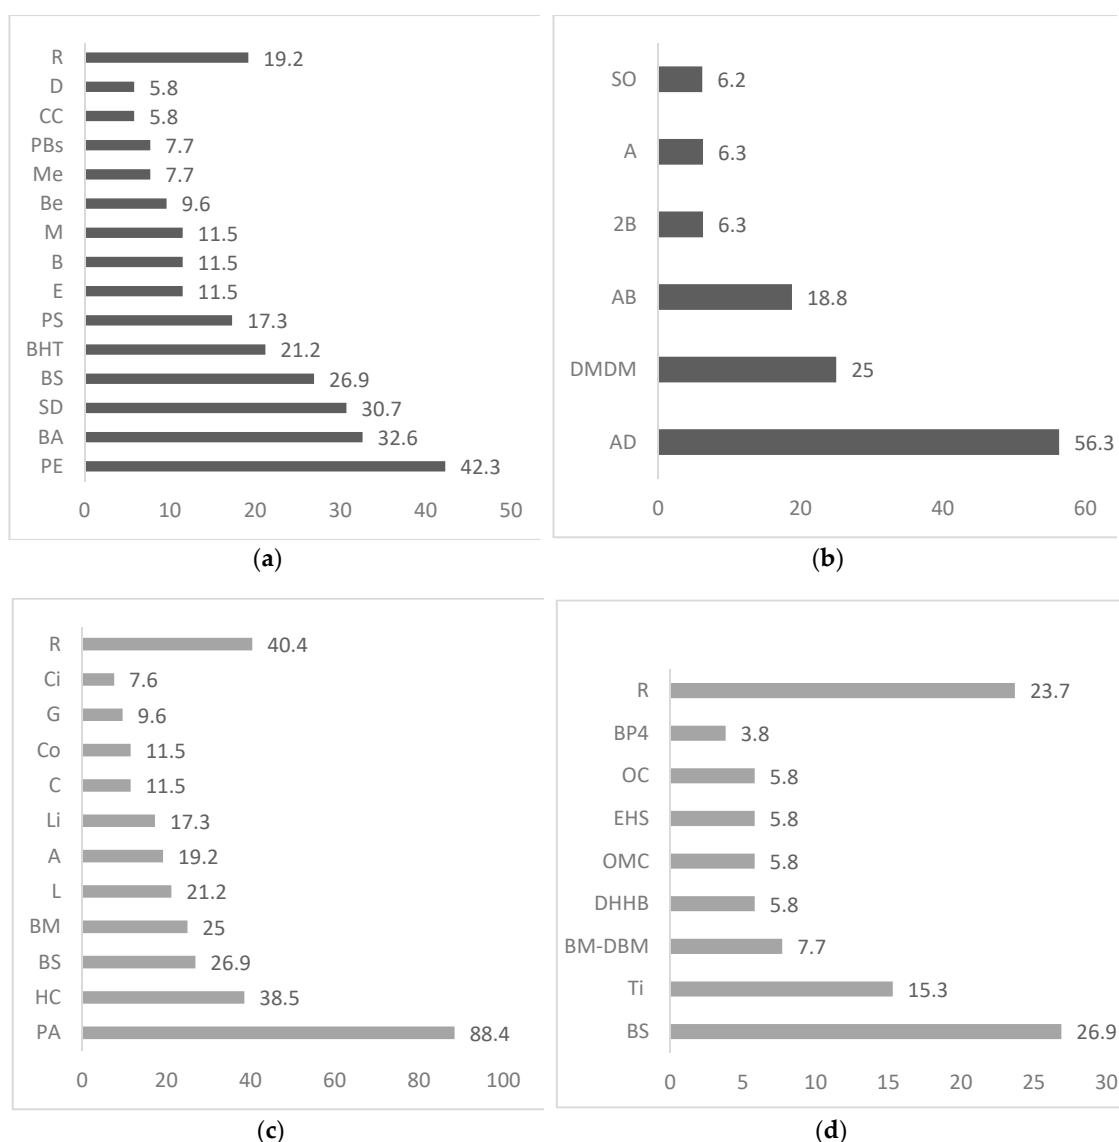 R 19.2
D 5.8
CC 5.8
PBs 7.7
Me 7.7
Be 9.6
M 11.5
B 11.5
E 11.5
PS 17.3
BHT 21.2
BS 26.9
SD 30.7
BA 32.6
PE 42.3
0 10 20 30 40 50
(a)
SO 6.2
A 6.3
2B 6.3
AB 18.8
DMDM 25
AD 56.3
0 20 40 60
(b)
R 40.4
Ci 7.6
G 9.6
Co 11.5
C 11.5
Li 17.3
A 19.2
L 21.2
BM 25
BS 26.9
HC 38.5
PA 88.4
0 20 40 60 80 100
(c)
R 23.7
BP4 3.8
OC 5.8
EHS 5.8
OMC 5.8
DHHB 5.8
BM-DBM 7.7
Ti 15.3
BS 26.9
0 5 10 15 20 25 30
(d)